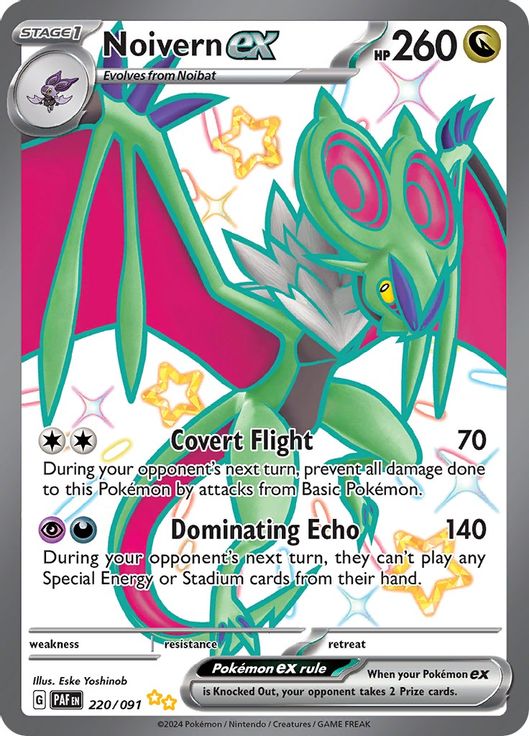 STAGE1
Noivern ex
HP 260
Evolves from Noibat
Covert Flight 70
During your opponent's next turn, prevent all damage done
to this Pokémon by attacks from Basic Pokémon.
Dominating Echo 140
During your opponent's next turn, they can't play any
Special Energy or Stadium cards from their hand.
weakness resistance retreat
Illus. Eske Yoshinob
Pokémon ex rule
When your Pokémon ex
is Knocked Out, your opponent takes 2 Prize cards.
G PAF EN 220/091
©2024 Pokémon / Nintendo / Creatures / GAME FREAK